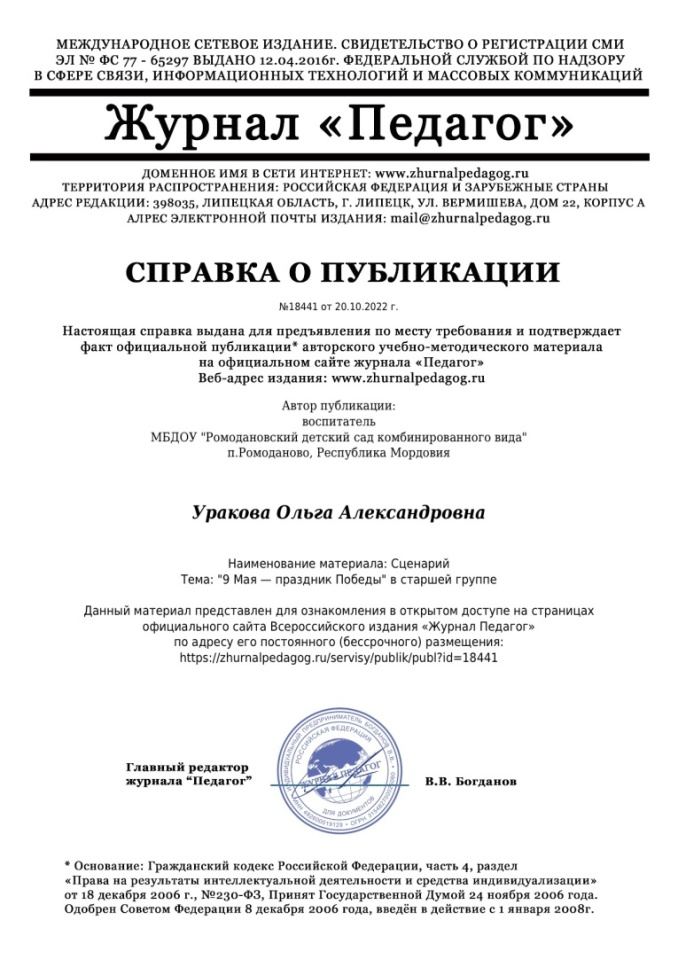 МЕЖДУНАРОДНОЕ СЕТЕВОЕ ИЗДАНИЕ. СВИДЕТЕЛЬСТВО О РЕГИСТРАЦИИ СМИ
ЭЛ № ФС 77 - 65297 ВЫДАНО 12.04.2016г. ФЕДЕРАЛЬНОЙ СЛУЖБОЙ ПО НАДЗОРУ
В СФЕРЕ СВЯЗИ, ИНФОРМАЦИОННЫХ ТЕХНОЛОГИЙ И МАССОВЫХ КОММУНИКАЦИЙ
Журнал «Педагог»
ДОМЕННОЕ ИМЯ В СЕТИ ИНТЕРНЕТ: www.zhurnalpedagog.ru
ТЕРРИТОРИЯ РАСПРОСТРАНЕНИЯ: РОССИЙСКАЯ ФЕДЕРАЦИЯ И ЗАРУБЕЖНЫЕ СТРАНЫ
АДРЕС РЕДАКЦИИ: 398035, ЛИПЕЦКАЯ ОБЛАСТЬ, Г. ЛИПЕЦК, УЛ. ВЕРМИШЕВА, ДОМ 22, КОРПУС А
АЛРЕС ЭЛЕКТРОННОЙ ПОЧТЫ ИЗДАНИЯ: mail@zhurnalpedagog.ru
СПРАВКА О ПУБЛИКАЦИИ
№18441 от 20.10.2022 г.
Настоящая справка выдана для предъявления по месту требования и подтверждает
факт официальной публикации* авторского учебно-методического материала
на официальном сайте журнала «Педагог»
Веб-адрес издания: www.zhurnalpedagog.ru
Автор публикации:
воспитатель
МБДОУ "Ромодановский детский сад комбинированного вида"
п.Ромоданово, Республика Мордовия
Уракова Ольга Александровна
Наименование материала: Сценарий
Тема: "9 Мая — праздник Победы" в старшей группе
Данный материал представлен для ознакомления в открытом доступе на страницах
официального сайта Всероссийского издания «Журнал Педагог»
по адресу его постоянного (бессрочного) размещения:
https://zhurnalpedagog.ru/servisy/publik/publ?id=18441
Главный редактор
журнала “Педагог”
ИНДИВИДУАЛЬНЫЙ ПРЕДПРИНИМАТЕЛЬ БОГДАНОВ В.В.
РОССИЙСКАЯ ФЕДЕРАЦИЯ
ЖУРНАЛ ПЕДАГОГ
ДЛЯ ДОКУМЕНТОВ
В.В. Богданов
* Основание: Гражданский кодекс Российской Федерации, часть 4, раздел
«Права на результаты интеллектуальной деятельности и средства индивидуализации»
от 18 декабря 2006 г., №230-ФЗ, Принят Государственной Думой 24 ноября 2006 года.
Одобрен Советом Федерации 8 декабря 2006 года, введён в действие с 1 января 2008г.